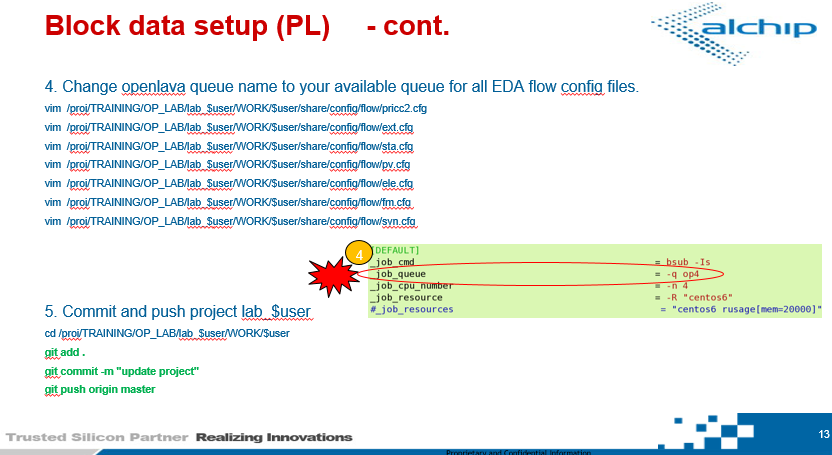 Block data setup (PL) - cont.
alchip
4. Change openlava queue name to your available queue for all EDA flow config files.
vim /proj/TRAINING/OP_LAB/lab_$user/WORK/$user/share/config/flow/pricc2.cfg
vim /proj/TRAINING/OP_LAB/lab_$user/WORK/$user/share/config/flow/ext.cfg
vim /proj/TRAINING/OP_LAB/lab_$user/WORK/$user/share/config/flow/sta.cfg
vim /proj/TRAINING/OP_LAB/lab_$user/WORK/$user/share/config/flow/pv.cfg
vim /proj/TRAINING/OP_LAB/lab_$user/WORK/$user/share/config/flow/ele.cfg
vim /proj/TRAINING/OP_LAB/lab_$user/WORK/$user/share/config/flow/fm.cfg
vim /proj/TRAINING/OP_LAB/lab_$user/WORK/$user/share/config/flow/svn.cfg
4
[DEFAULT]
_job_cmd = bsub -Is
_job_queue = -q op4
_job_cpu_number = -n 4
_job_resource = -R "centos6"
#_job_resources = "centos6 rusage[mem=20000]"
5. Commit and push project lab_$user
cd /proj/TRAINING/OP_LAB/lab_$user/WORK/$user
git add .
git commit -m "update project"
git push origin master
Trusted Silicon Partner Realizing Innovations
13
Proprietary and Confidential Information